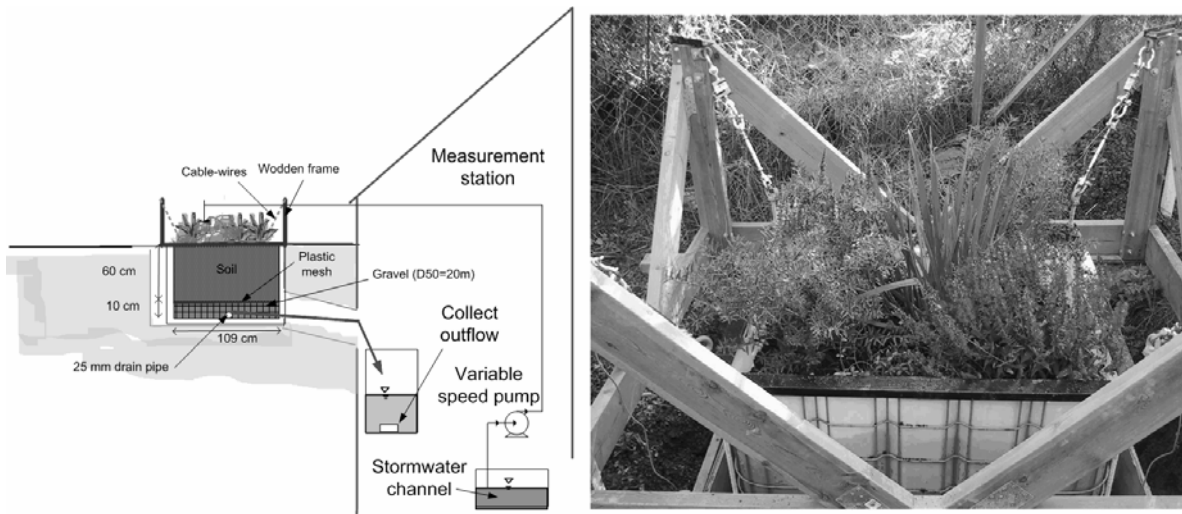 Measurement
station
Cable-wires
Wodden frame
Soil
Plastic
mesh
Gravel (D50=20m)
60 cm
10 cm
109 cm
25 mm drain pipe
Collect
outflow
Variable
speed pump
Stormwater
channel